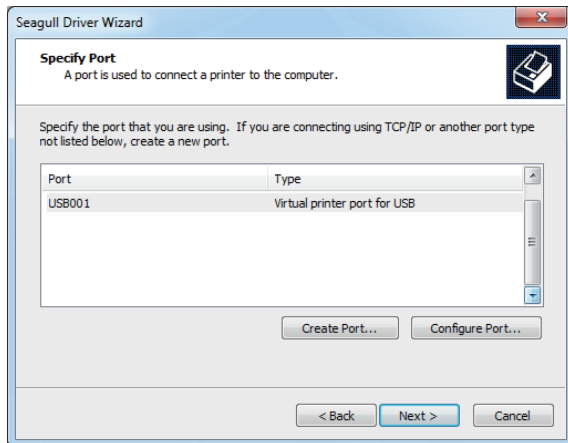 Seagull Driver Wizard
Specify Port
A port is used to connect a printer to the computer.
Specify the port that you are using. If you are connecting using TCP/IP or another port type
not listed below, create a new port.
Port Type
USB001 Virtual printer port for USB
Create Port... Configure Port...
< Back Next > Cancel